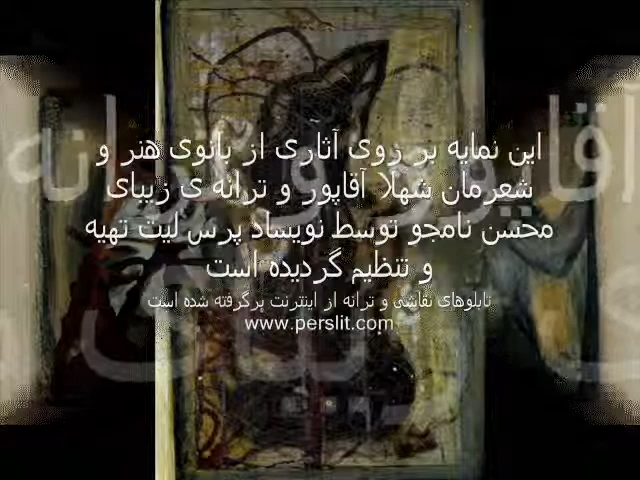 این نمایه بر روی آثاری از بانوی هنر و
شعرمان شهلا آقاپور و ترانه ی زیبای
محسن نامجو توسط نویساد پرس لیت تهیه
و تنظیم گردیده است
تابلوهای نقاشی و ترانه از اینترنت برگرفته شده است
www.perslit.com